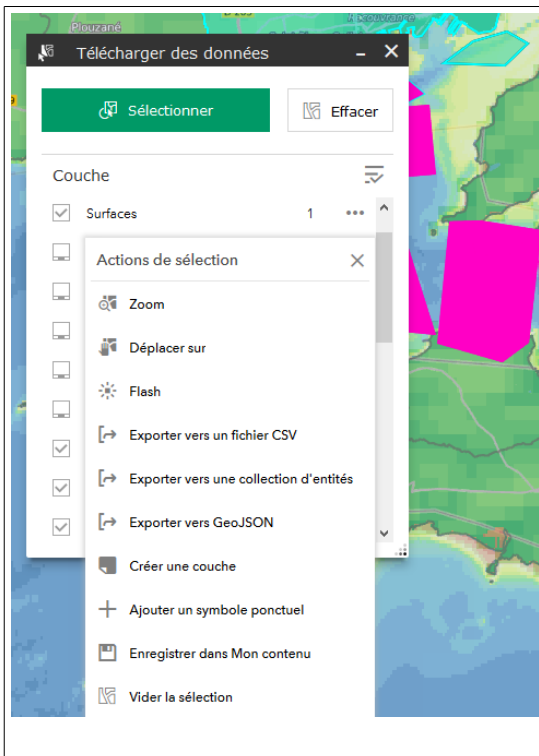 Plouzané
Télécharger des données
Sélectionner
Effacer
Couche
Surfaces 1
Actions de sélection
Zoom
Déplacer sur
Flash
Exporter vers un fichier CSV
Exporter vers une collection d'entités
Exporter vers GeoJSON
Créer une couche
Ajouter un symbole ponctuel
Enregistrer dans Mon contenu
Vider la sélection